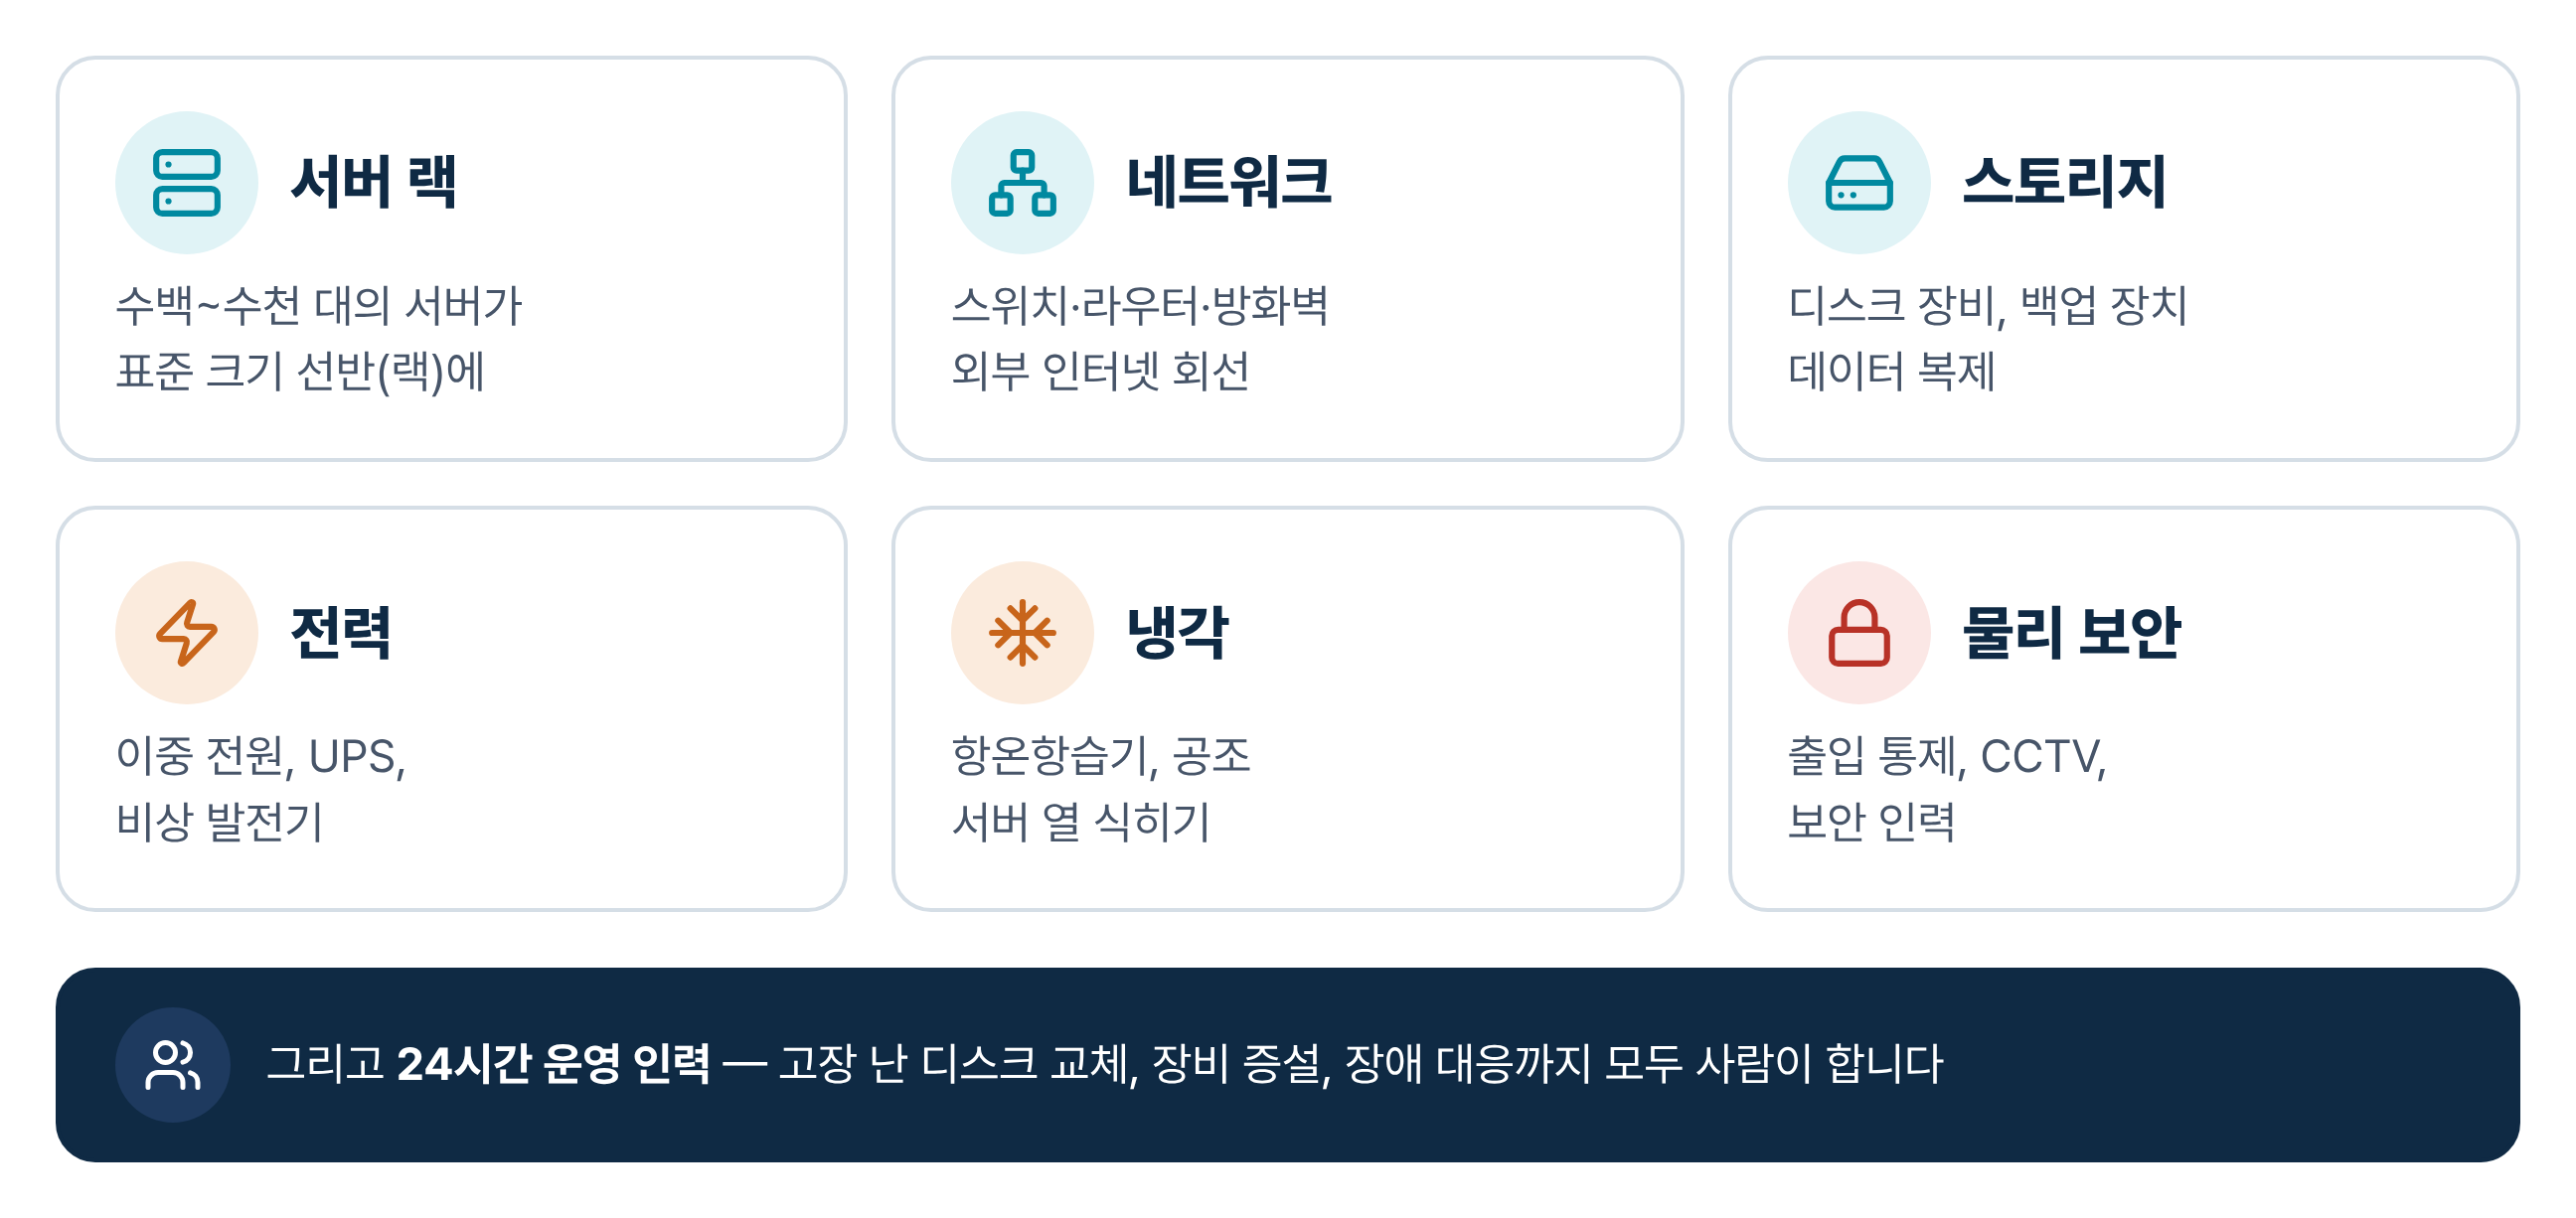 서버 랙
수백~수천 대의 서버가
표준 크기 선반(랙)에
네트워크
스위치·라우터·방화벽
외부 인터넷 회선
스토리지
디스크 장비, 백업 장치
데이터 복제
전력
이중 전원, UPS,
비상 발전기
냉각
항온항습기, 공조
서버 열 식히기
물리 보안
출입 통제, CCTV,
보안 인력
그리고 24시간 운영 인력 — 고장 난 디스크 교체, 장비 증설, 장애 대응까지 모두 사람이 합니다